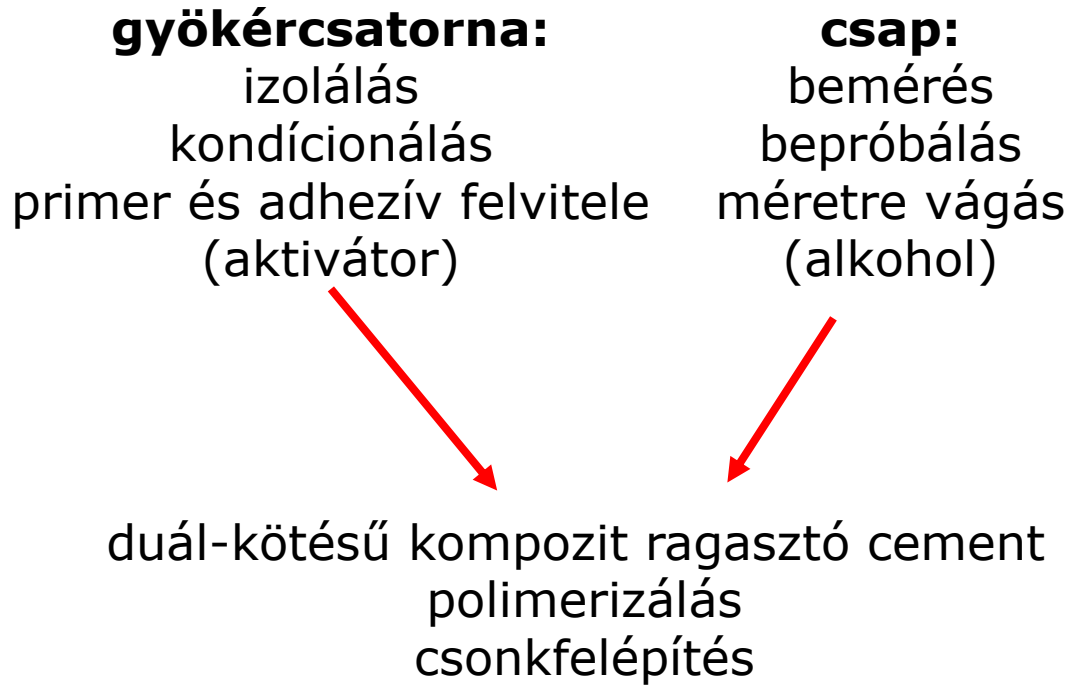 gyökércsatorna:
izolálás
kondícionálás
primer és adhezív felvitele
(aktivátor)
csap:
bemérés
bepróbálás
méretre vágás
(alkohol)
duál-kötésű kompozit ragasztó cement
polimerizálás
csonkfelépítés